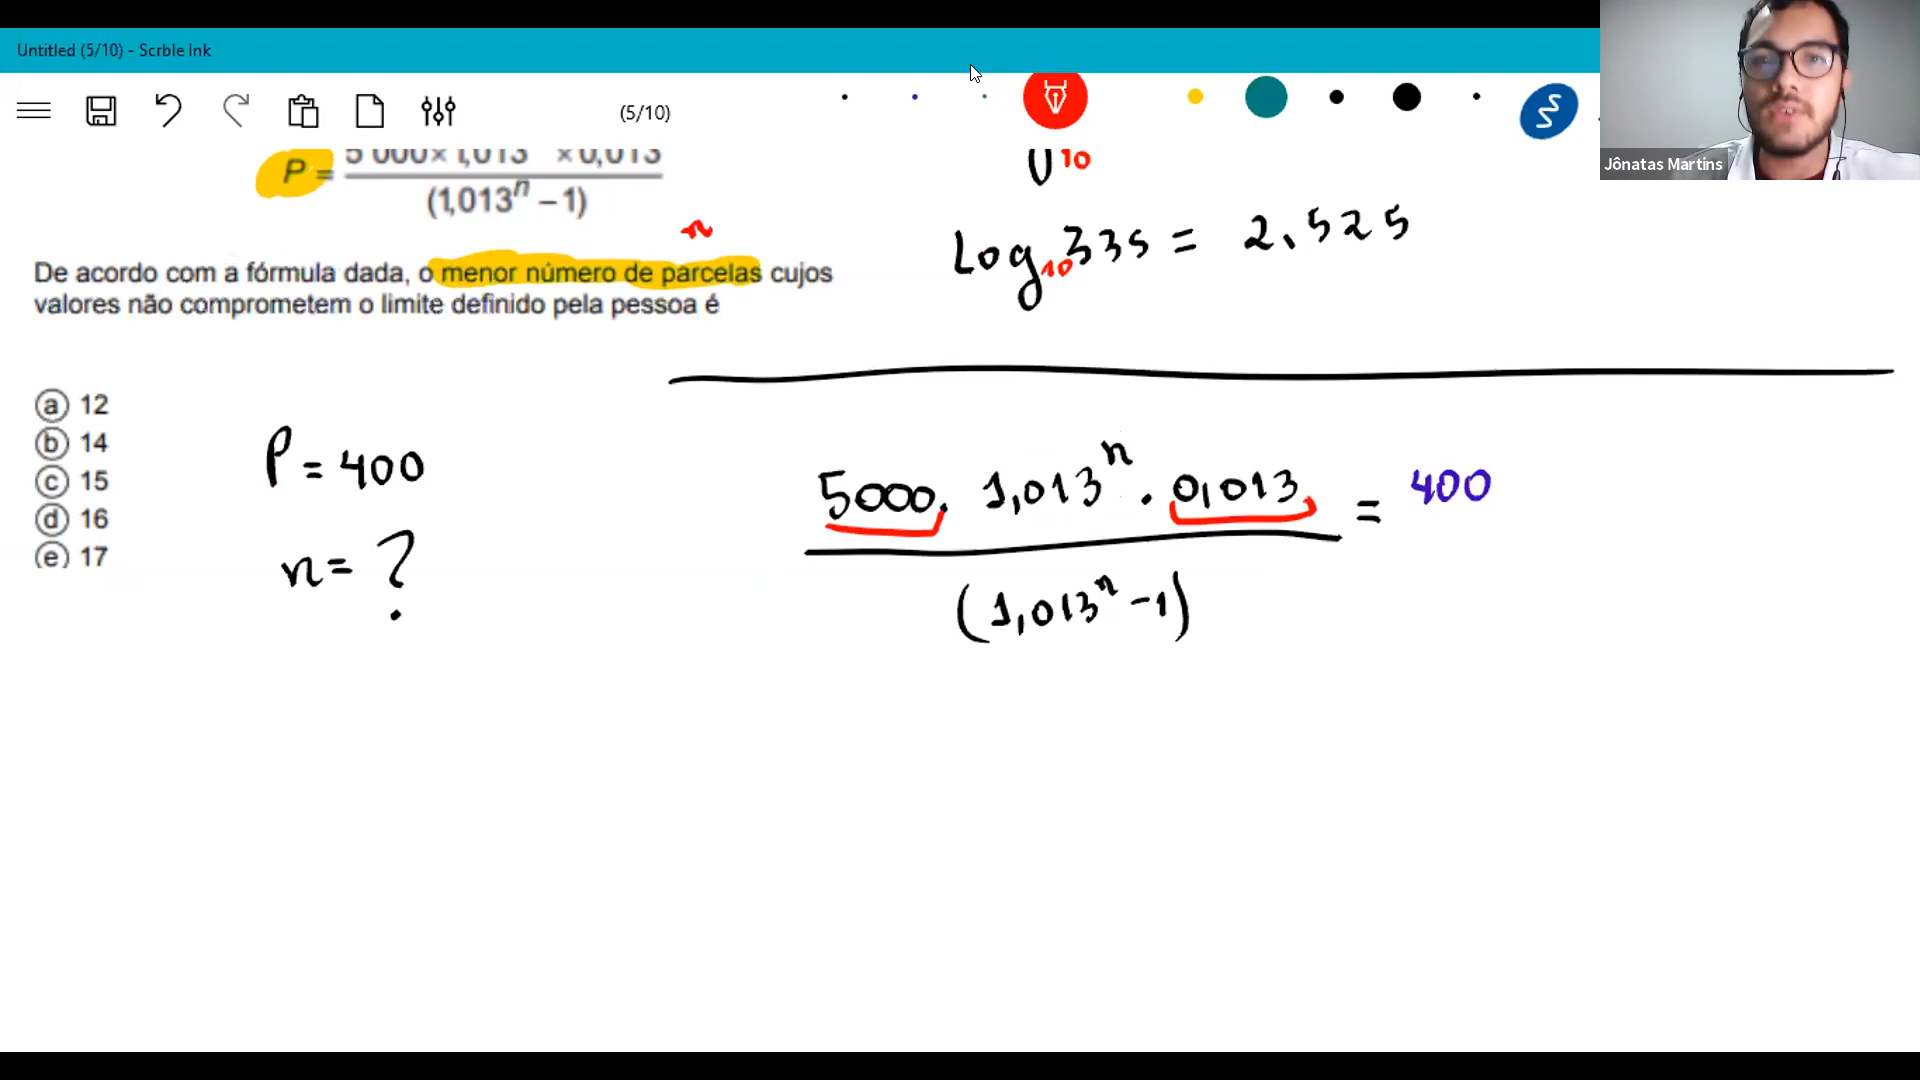 Untitled (5/10) - Scrble Ink
(5/10)
P = 5 000 × 1,013 × 0,013
(1,013ⁿ – 1)
n
De acordo com a fórmula dada, o menor número de parcelas cujos
valores não comprometem o limite definido pela pessoa é
a 12
b 14
c 15
d 16
e 17
P = 400
n = ?
10
Log₁₀335 = 2,525
5000 . 1,013ⁿ . 0,013 = 400
(1,013ⁿ - 1)
Jônatas Martins